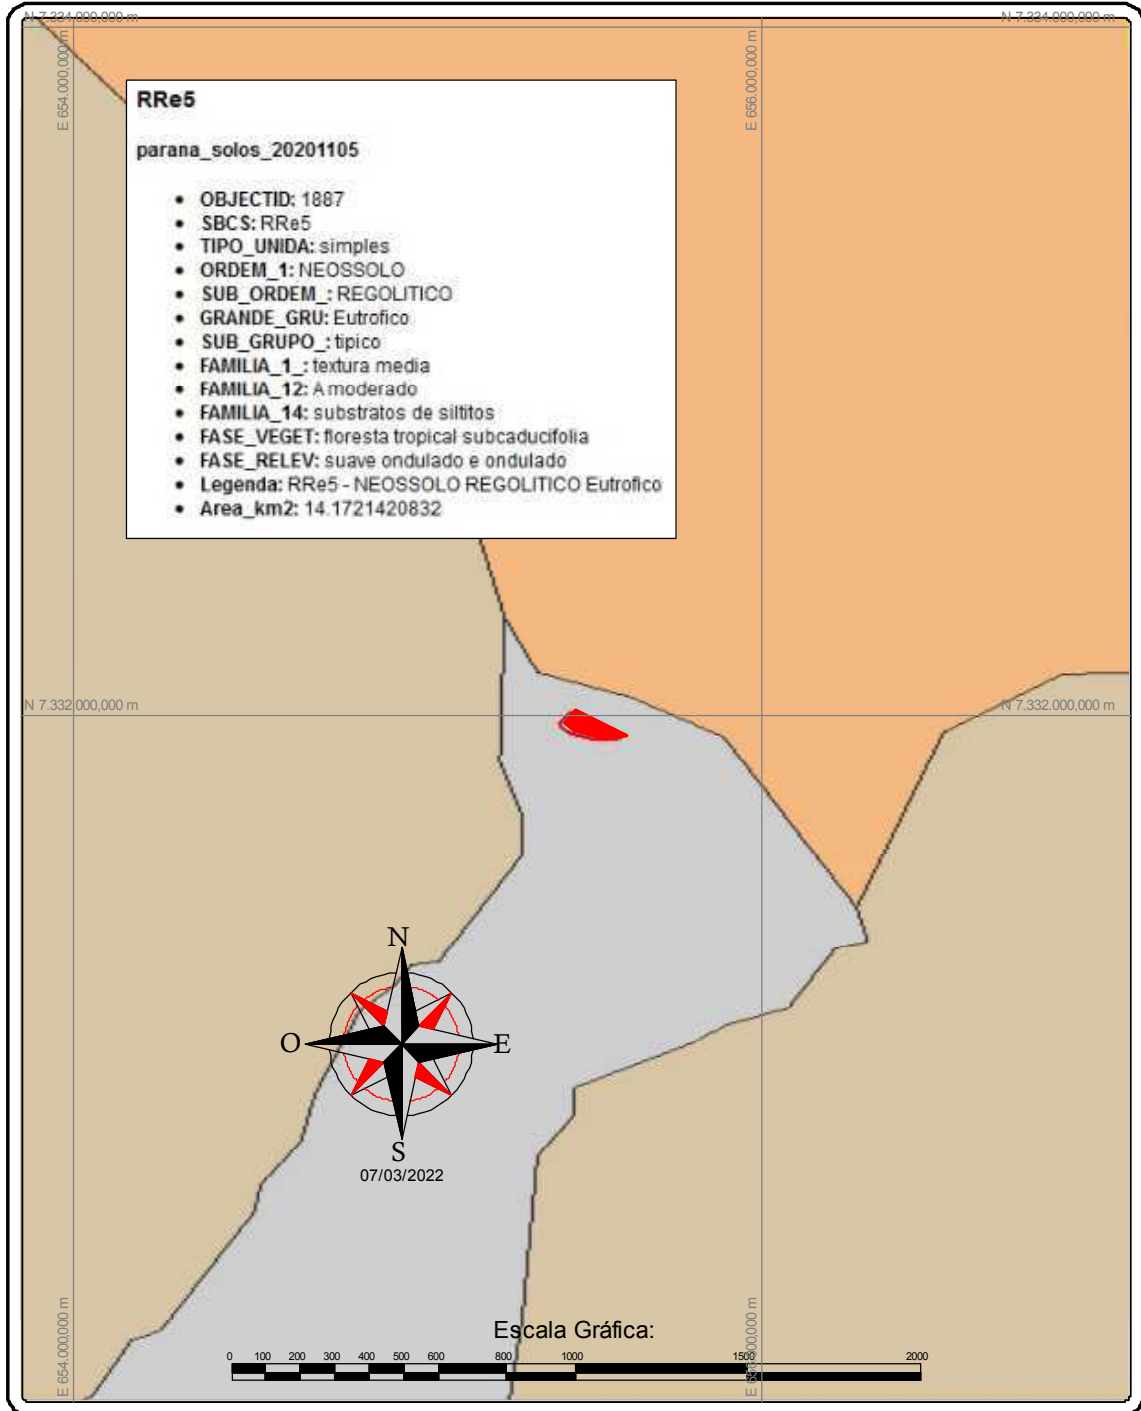 N 7.334.000,000 m
N 7.334.000,000 m
E 654.000,000 m
E 656.000,000 m
RRe5
parana_solos_20201105
• OBJECTID: 1887
• SBCS: RRe5
• TIPO_UNIDA: simples
• ORDEM_1: NEOSSOLO
• SUB_ORDEM_: REGOLITICO
• GRANDE_GRU: Eutrofico
• SUB_GRUPO_: tipico
• FAMILIA_1_: textura media
• FAMILIA_12: A moderado
• FAMILIA_14: substratos de siltitos
• FASE_VEGET: floresta tropical subcaducifolia
• FASE_RELEV: suave ondulado e ondulado
• Legenda: RRe5 - NEOSSOLO REGOLITICO Eutrofico
• Area_km2: 14.1721420832
N 7.332.000,000 m
N 7.332.000,000 m
N
O
E
S
07/03/2022
E 654.000,000 m
E 656.000,000 m
Escala Gráfica:
0 100 200 300 400 500 600 800 1000 1500 2000